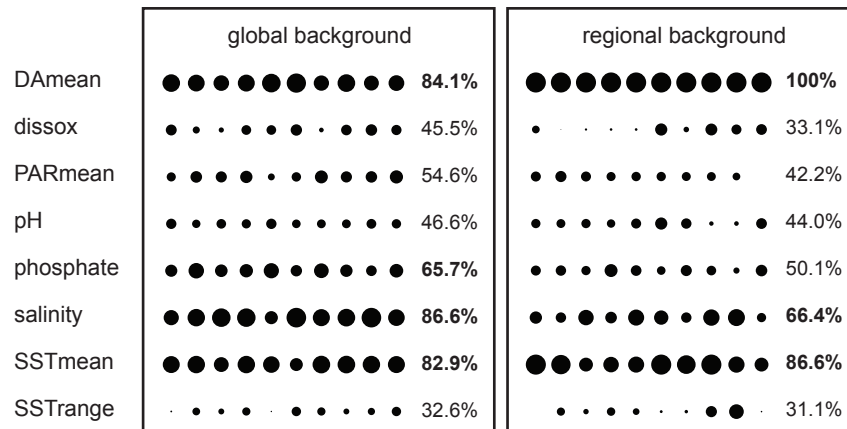 global background regional background
DAmean 84.1% 100%
dissox 45.5% 33.1%
PARmean 54.6% 42.2%
pH 46.6% 44.0%
phosphate 65.7% 50.1%
salinity 86.6% 66.4%
SSTmean 82.9% 86.6%
SSTrange 32.6% 31.1%